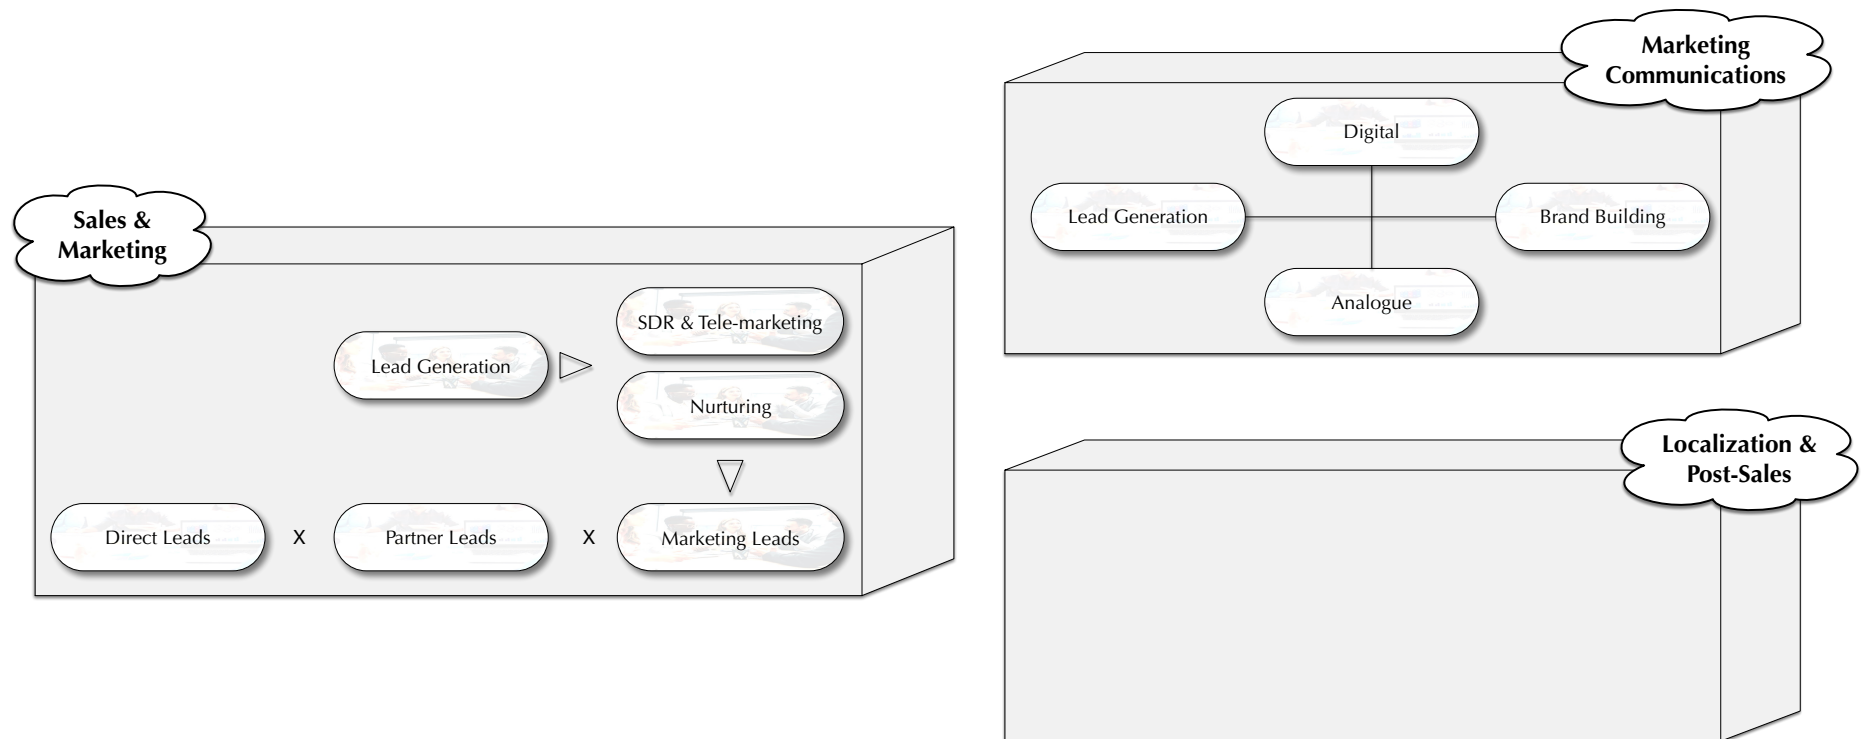 Sales &
Marketing
Lead Generation
SDR & Tele-marketing
Nurturing
Direct Leads X Partner Leads X Marketing Leads
Marketing
Communications
Digital
Lead Generation
Brand Building
Analogue
Localization &
Post-Sales